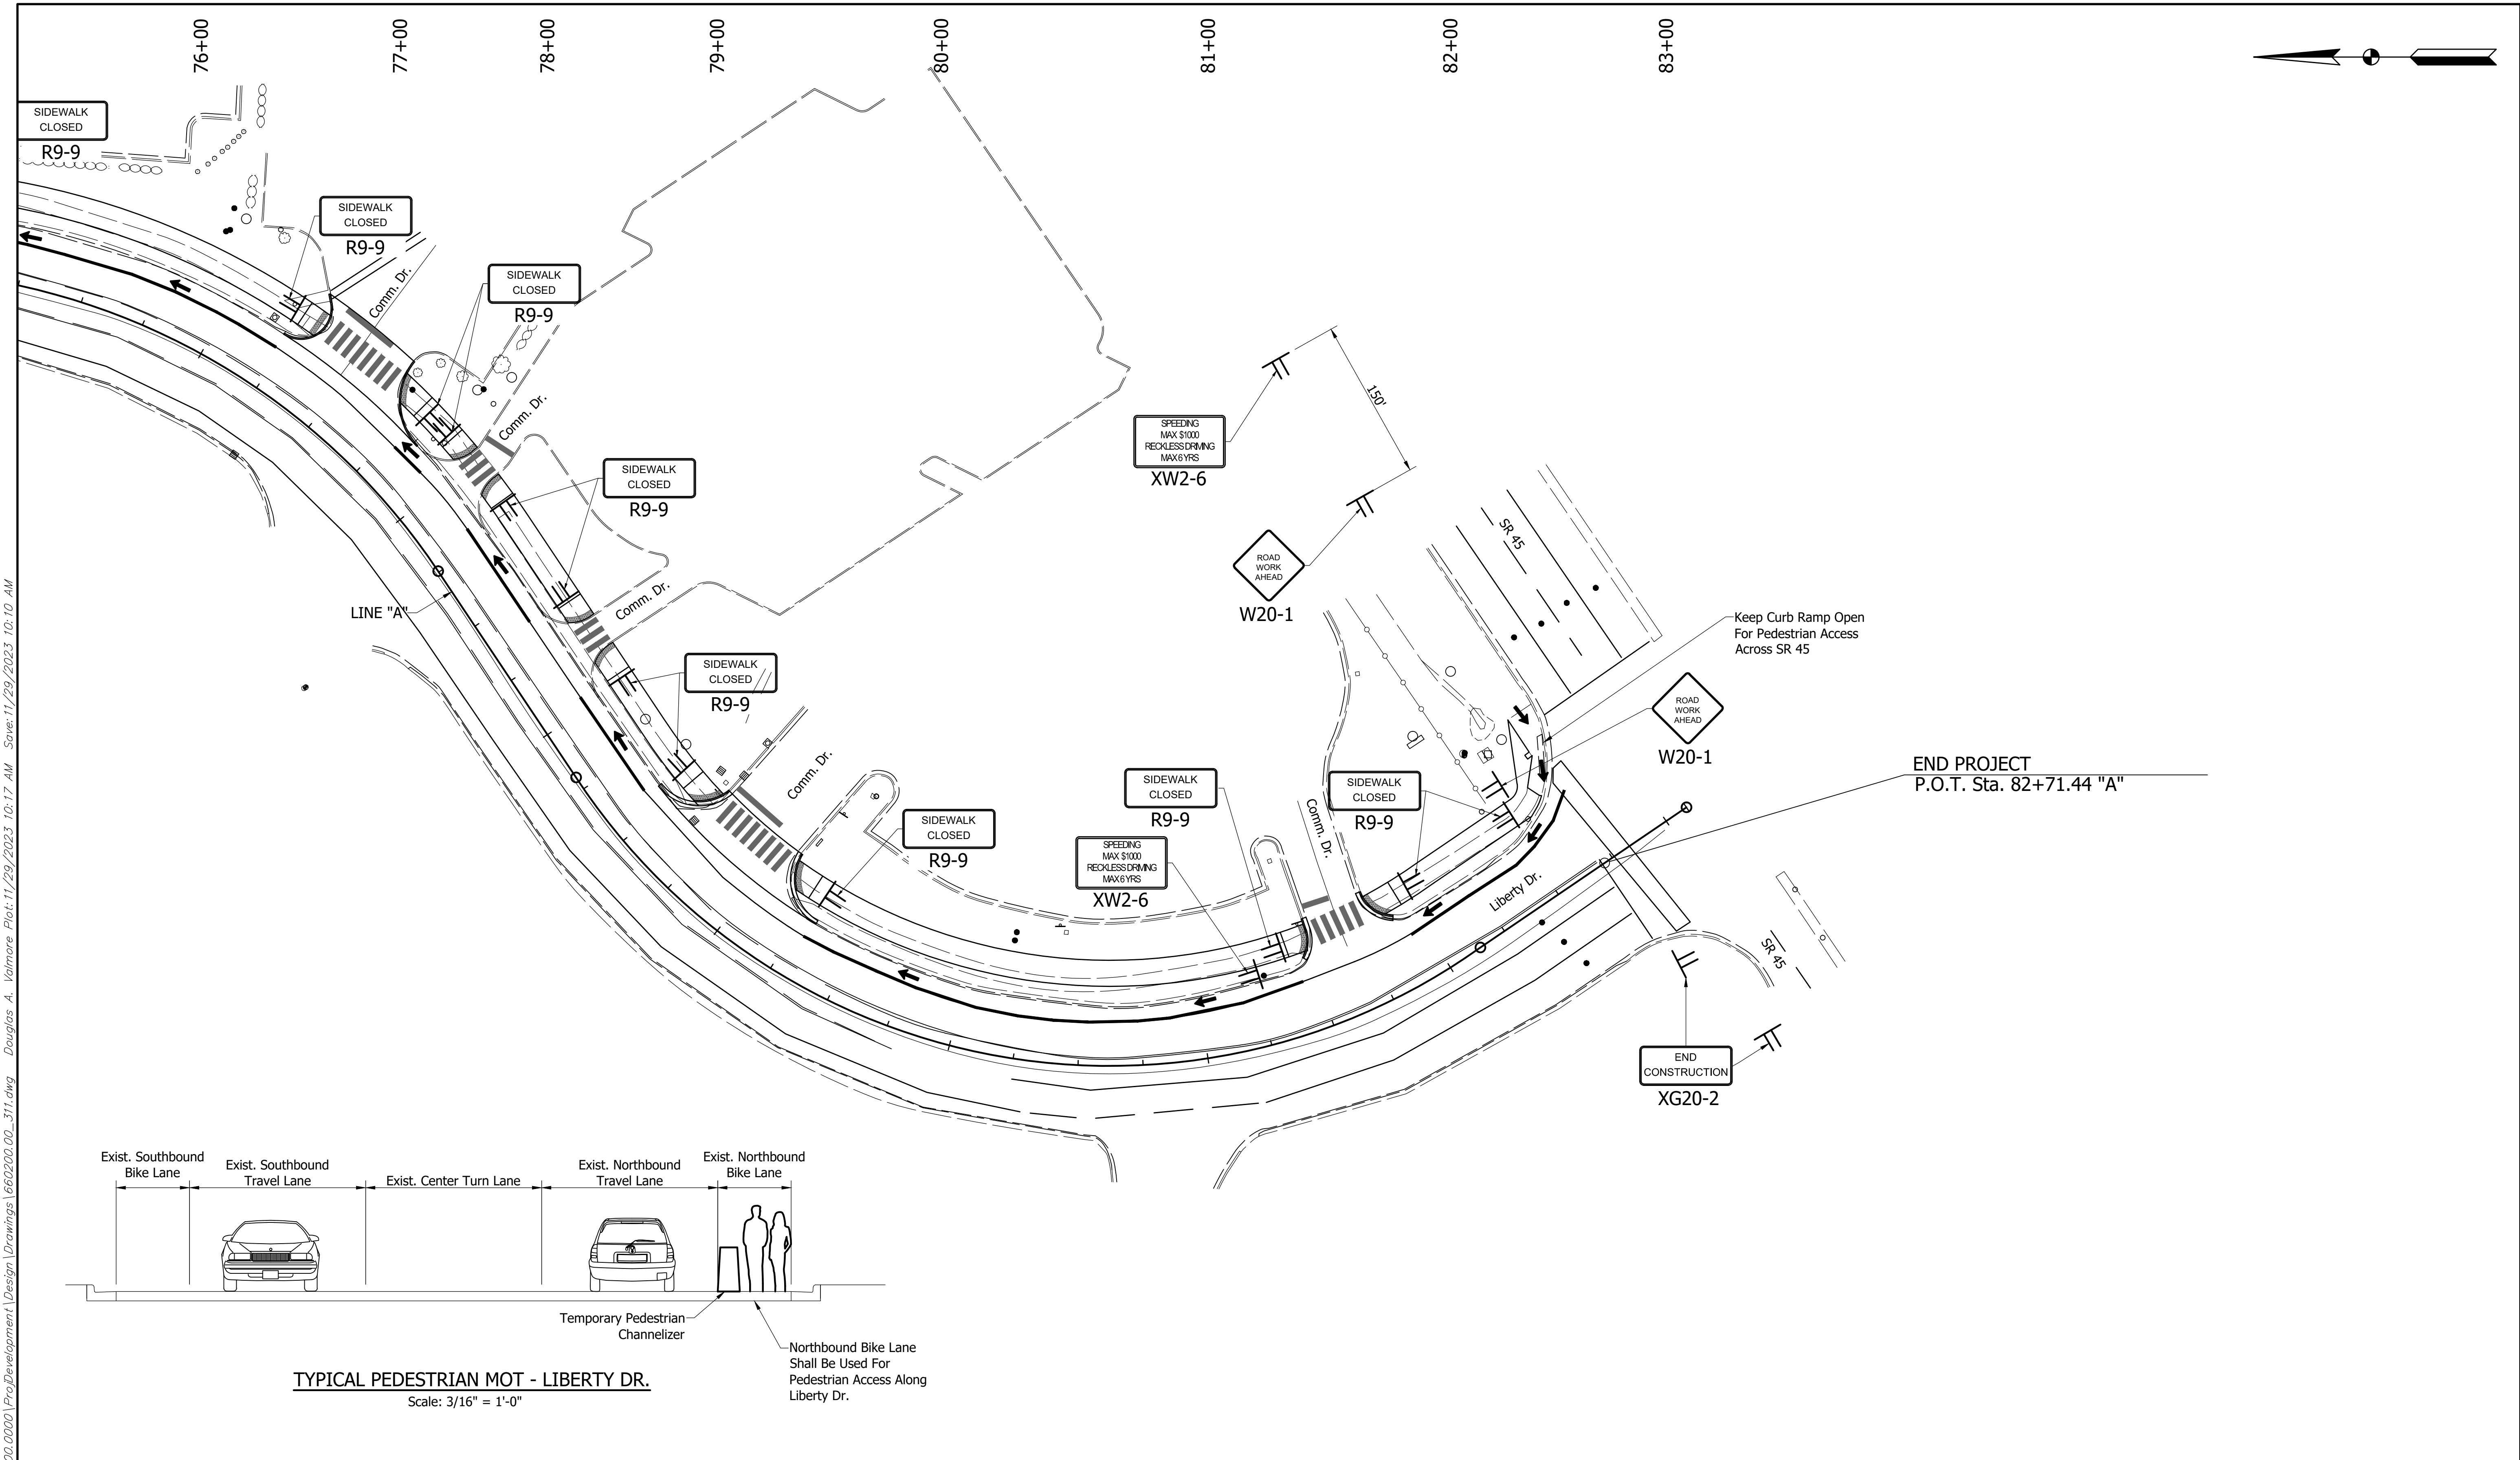 76+00
77+00
78+00
79+00
80+00
81+00
82+00
83+00
SIDEWALK
CLOSED
R9-9
SIDEWALK
CLOSED
R9-9
SIDEWALK
CLOSED
R9-9
Comm. Dr.
Comm. Dr.
SIDEWALK
CLOSED
R9-9
150'
SPEEDING
MAX $1000
RECKLESS DRIVING
MAX 6 YRS
XW2-6
ROAD
WORK
AHEAD
W20-1
SR 45
LINE "A"
Comm. Dr.
SIDEWALK
CLOSED
R9-9
Keep Curb Ramp Open
For Pedestrian Access
Across SR 45
ROAD
WORK
AHEAD
W20-1
Comm. Dr.
SIDEWALK
CLOSED
R9-9
SIDEWALK
CLOSED
R9-9
Comm. Dr.
SIDEWALK
CLOSED
R9-9
END PROJECT
P.O.T. Sta. 82+71.44 "A"
SPEEDING
MAX $1000
RECKLESS DRIVING
MAX 6 YRS
XW2-6
Liberty Dr.
SR 45
END
CONSTRUCTION
XG20-2
Exist. Southbound
Bike Lane
Exist. Southbound
Travel Lane
Exist. Center Turn Lane
Exist. Northbound
Travel Lane
Exist. Northbound
Bike Lane
Temporary Pedestrian
Channelizer
Northbound Bike Lane
Shall Be Used For
Pedestrian Access Along
Liberty Dr.
TYPICAL PEDESTRIAN MOT - LIBERTY DR.
Scale: 3/16" = 1'-0"
00.0000\ProjDevelopment\Design\Drawings\660200.00_311.dwg Douglas A. Valmore Plot: 11/29/2023 10:17 AM Save: 11/29/2023 10:10 AM